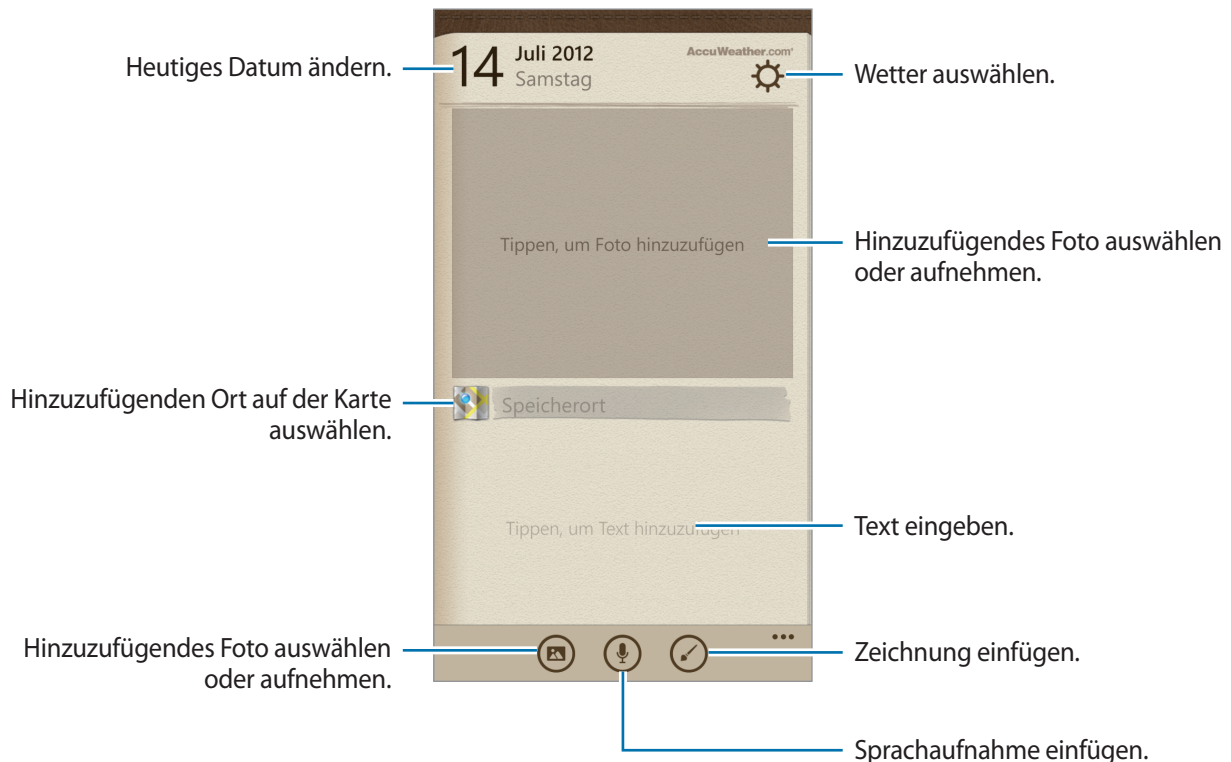 14
Juli 2012
Samstag
AccuWeather.com
Heutiges Datum ändern.
Wetter auswählen.
Tippen, um Foto hinzuzufügen
Hinzuzufügendes Foto auswählen
oder aufnehmen.
Hinzuzufügenden Ort auf der Karte
auswählen.
Speicherort
Tippen, um Text hinzuzufügen
Text eingeben.
Hinzuzufügendes Foto auswählen
oder aufnehmen.
Zeichnung einfügen.
Sprachaufnahme einfügen.